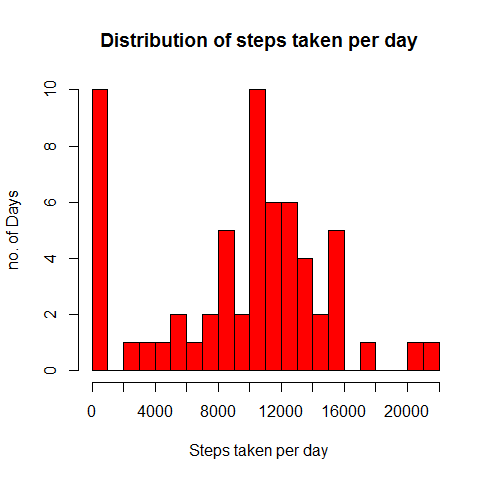 Distribution of steps taken per day
no. of Days
10
8
6
4
2
0
0 4000 8000 12000 16000 20000
Steps taken per day